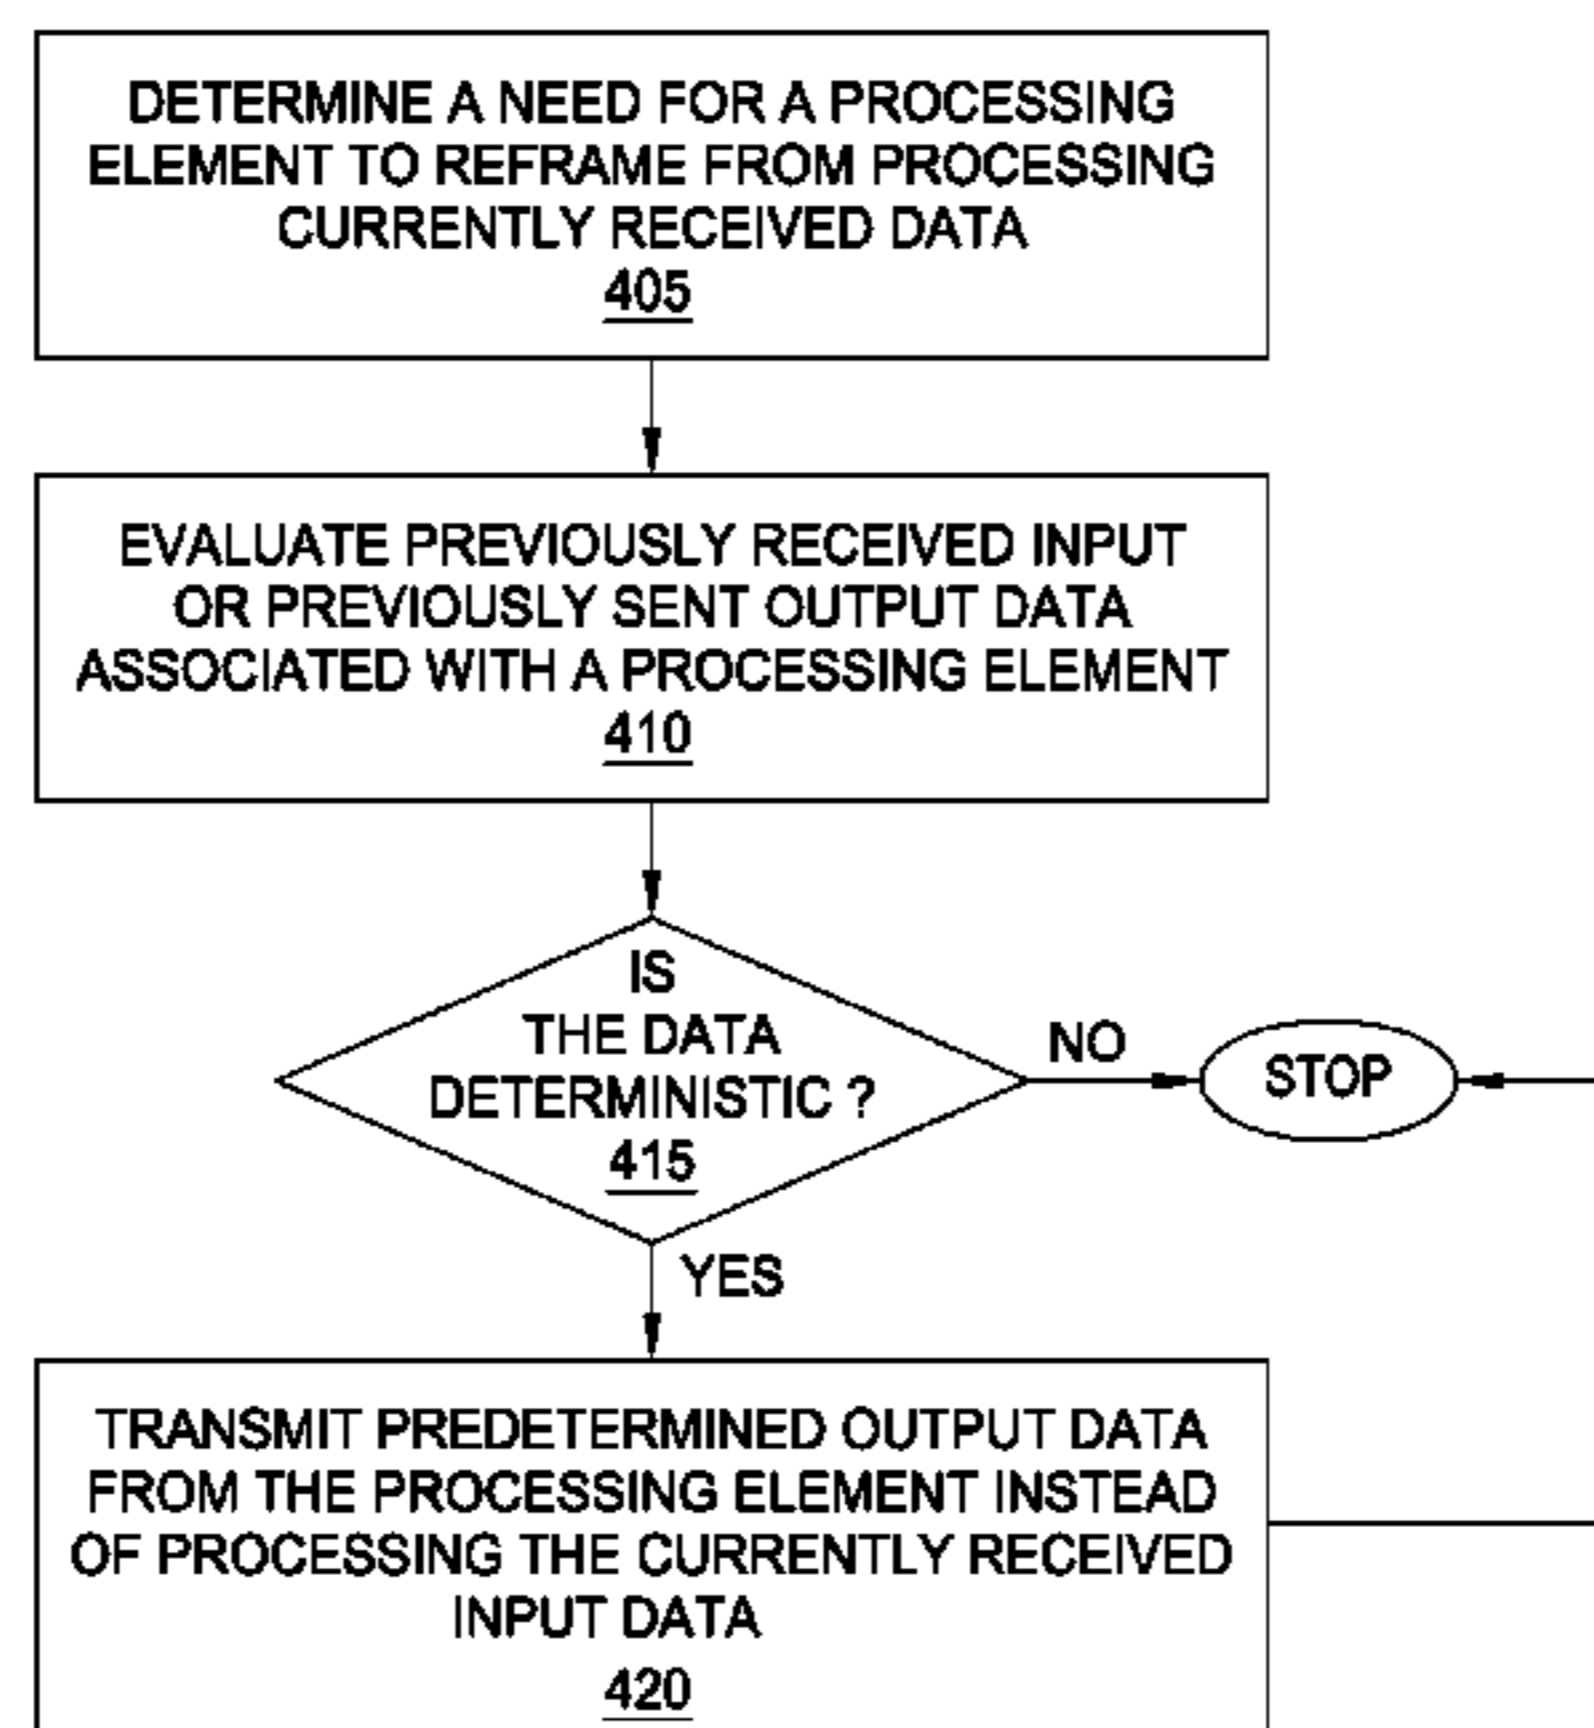 DETERMINE A NEED FOR A PROCESSING
ELEMENT TO REFRAME FROM PROCESSING
CURRENTLY RECEIVED DATA
405
EVALUATE PREVIOUSLY RECEIVED INPUT
OR PREVIOUSLY SENT OUTPUT DATA
ASSOCIATED WITH A PROCESSING ELEMENT
410
IS
THE DATA
DETERMINISTIC ?
415
NO
STOP
YES
TRANSMIT PREDETERMINED OUTPUT DATA
FROM THE PROCESSING ELEMENT INSTEAD
OF PROCESSING THE CURRENTLY RECEIVED
INPUT DATA
420